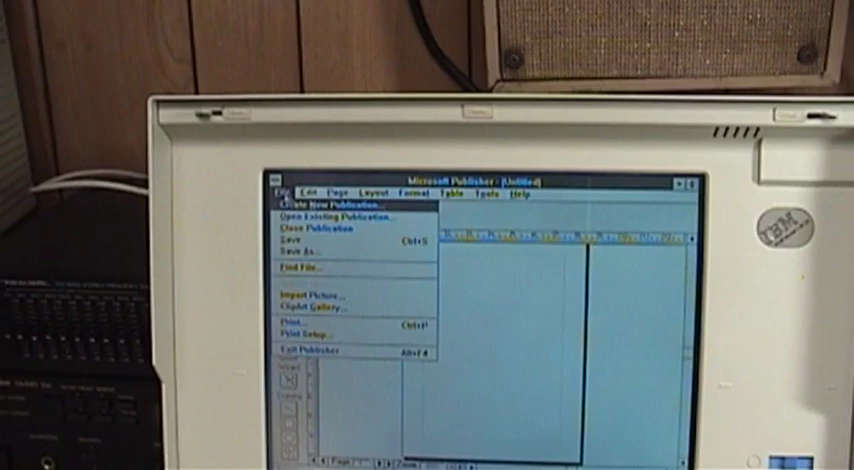 Microsoft Publisher - [Untitled]
File Edit Page Layout Format Table Tools Help
Create New Publication...
Open Existing Publication...
Close Publication
Save Ctrl+S
Save As...
Find File...
Import Picture...
ClipArt Gallery...
Print... Ctrl+P
Print Setup...
Exit Publisher Alt+F4
IBM
Page
Zoom